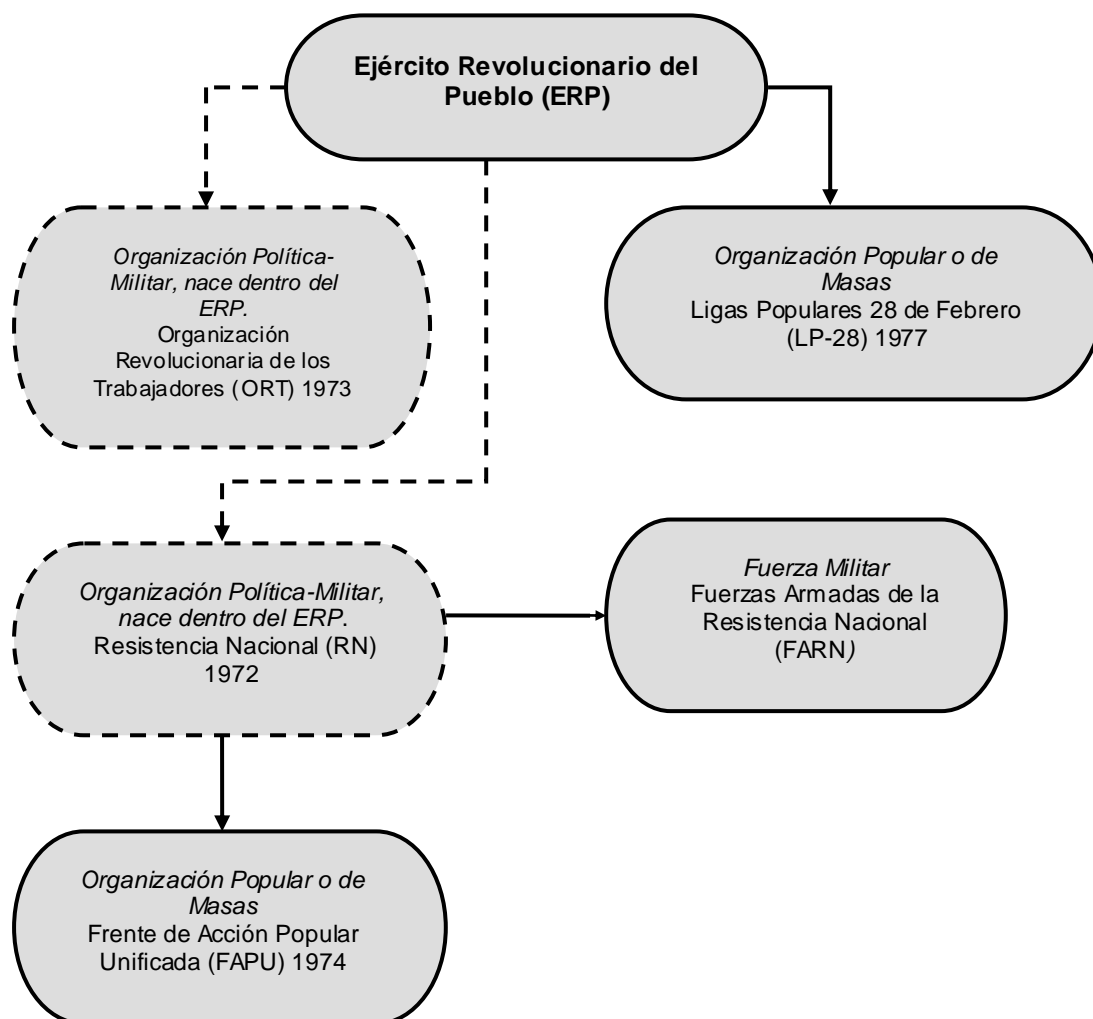 Ejército Revolucionario del
Pueblo (ERP)
Organización Política-
Militar, nace dentro del
ERP.
Organización
Revolucionaria de los
Trabajadores (ORT) 1973
Organización Popular o de
Masas
Ligas Populares 28 de Febrero
(LP-28) 1977
Organización Política-Militar,
nace dentro del ERP.
Resistencia Nacional (RN)
1972
Fuerza Militar
Fuerzas Armadas de la
Resistencia Nacional
(FARN)
Organización Popular o de
Masas
Frente de Acción Popular
Unificada (FAPU) 1974